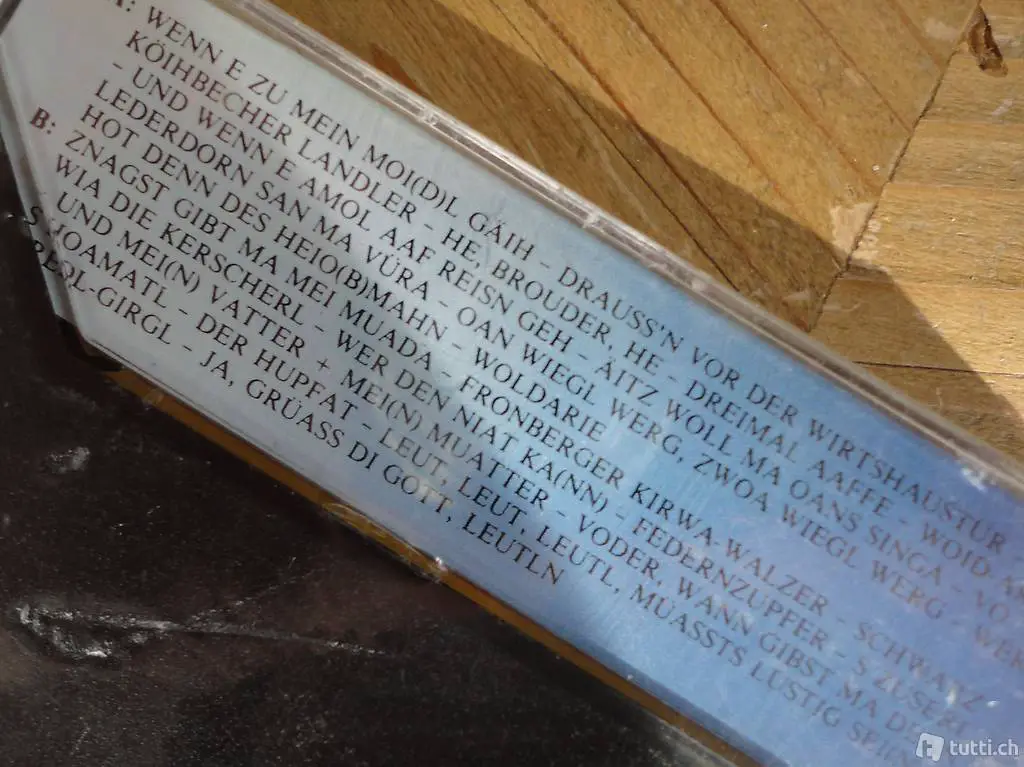 A: WENN E ZU MEIN MOI(D)L GÄIH – DRAUSS'N VOR DER WIRTSHAUSTÜR
KÖIHBECHER LANDLER – HE, BROUDER, HE – DREIMAL AAFFE – WOID
– UND WENN E AMOL AAF REISN GEH – ÄITZ WOLL MA OANS SINGA –
LEDERDORN SAN MA VÜRA – OAN WIEGL WERG, ZWOA WIEGL WERG –
HOT DENN DES HEIO(B)MAHN – WOLDARIE
B: ZNAGST GIBT MA MEI MUADA – FRONBERGER KIRWA-WALZER – SCHWARZ
WIA DIE KERSCHERL – WER DEN NIAT KA(NN) – FEDERNZUPFER – S ZUSERL
UND MEI(N) VATTER + MEI(N) MUATTER – VODER, WANN GIBST MA
JOAMATL – DER HUPFAT – LEUT, LEUT, LEUTL, MÜASSTS LUSTIG
GIRGL – JA, GRÜASS DI GOTT, LEUTLN
tutti.ch